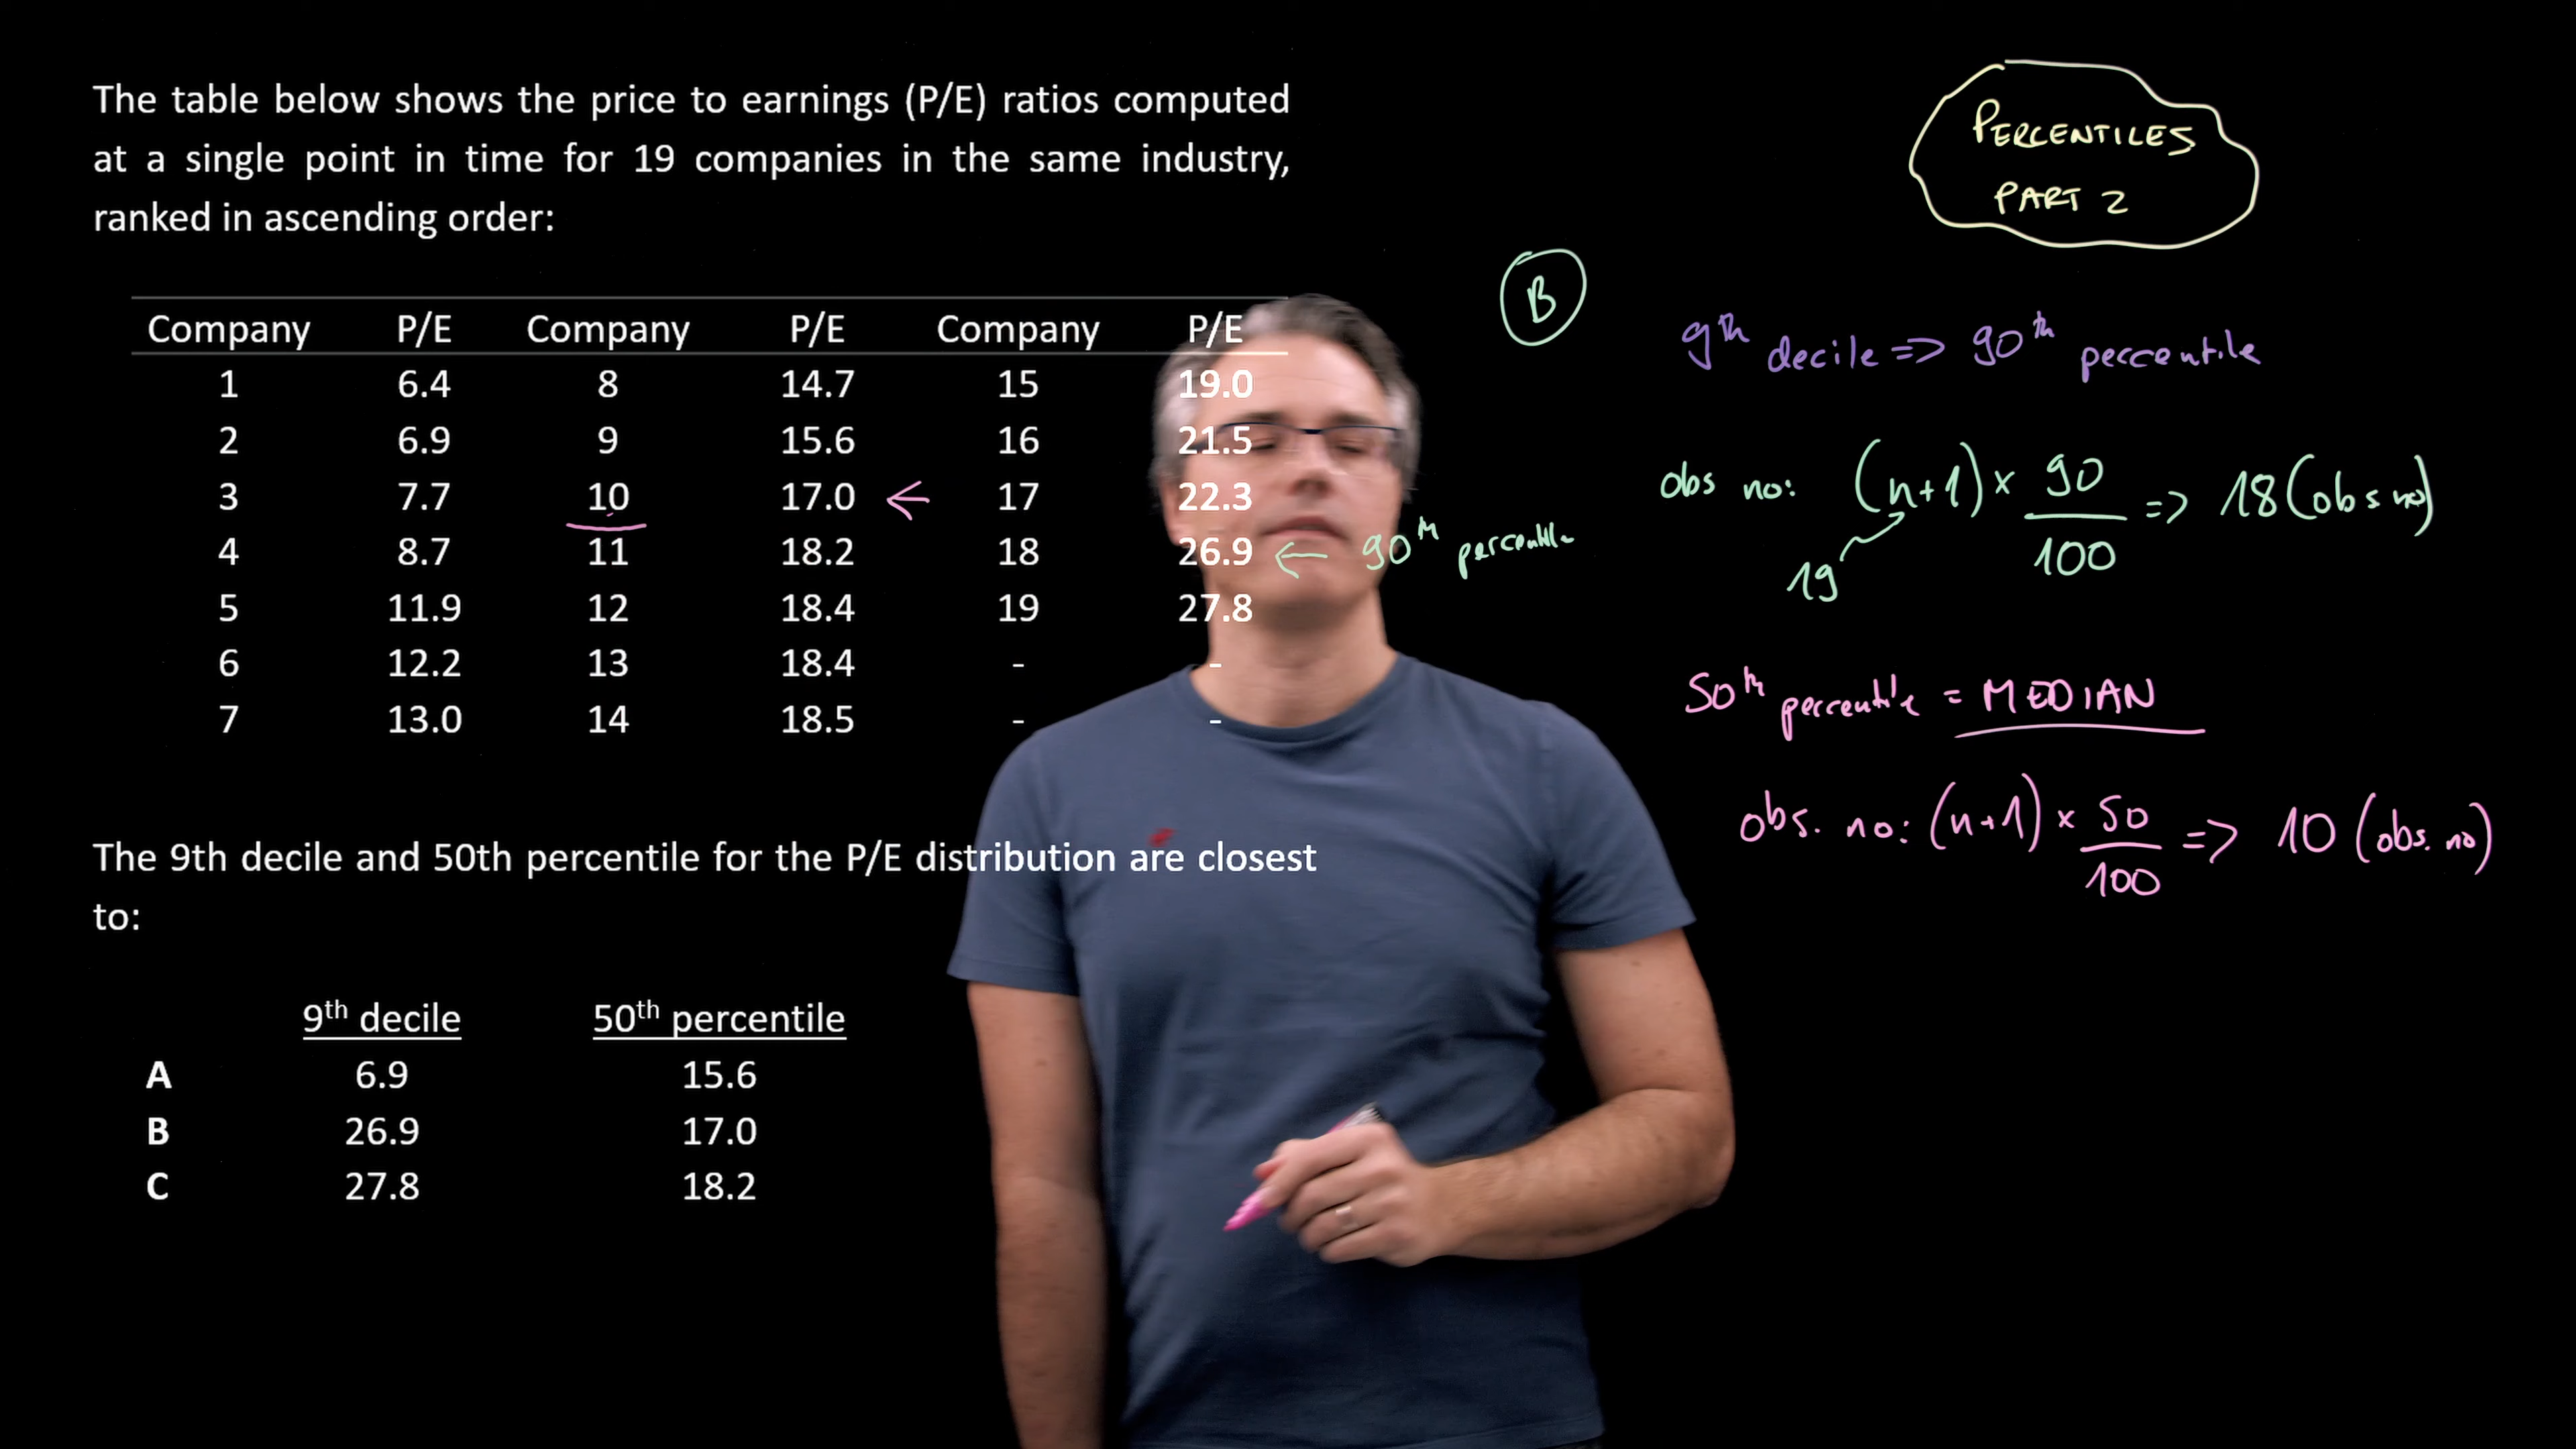 The table below shows the price to earnings (P/E) ratios computed
at a single point in time for 19 companies in the same industry,
ranked in ascending order:
Company P/E Company P/E Company P/E
1 6.4 8 14.7 15 19.0
2 6.9 9 15.6 16 21.5
3 7.7 10 17.0 17 22.3
4 8.7 11 18.2 18 26.9
5 11.9 12 18.4 19 27.8
6 12.2 13 18.4 - -
7 13.0 14 18.5 - -
The 9th decile and 50th percentile for the P/E distribution are closest
to:
9th decile 50th percentile
A 6.9 15.6
B 26.9 17.0
C 27.8 18.2
← ← 90th percentile
B
PERCENTILES
PART 2
9th decile => 90th percentile
obs no: (n+1) × 90/100 => 18 (obs no)
19
50th percentile = MEDIAN
obs. no: (n+1) × 50/100 => 10 (obs. no)